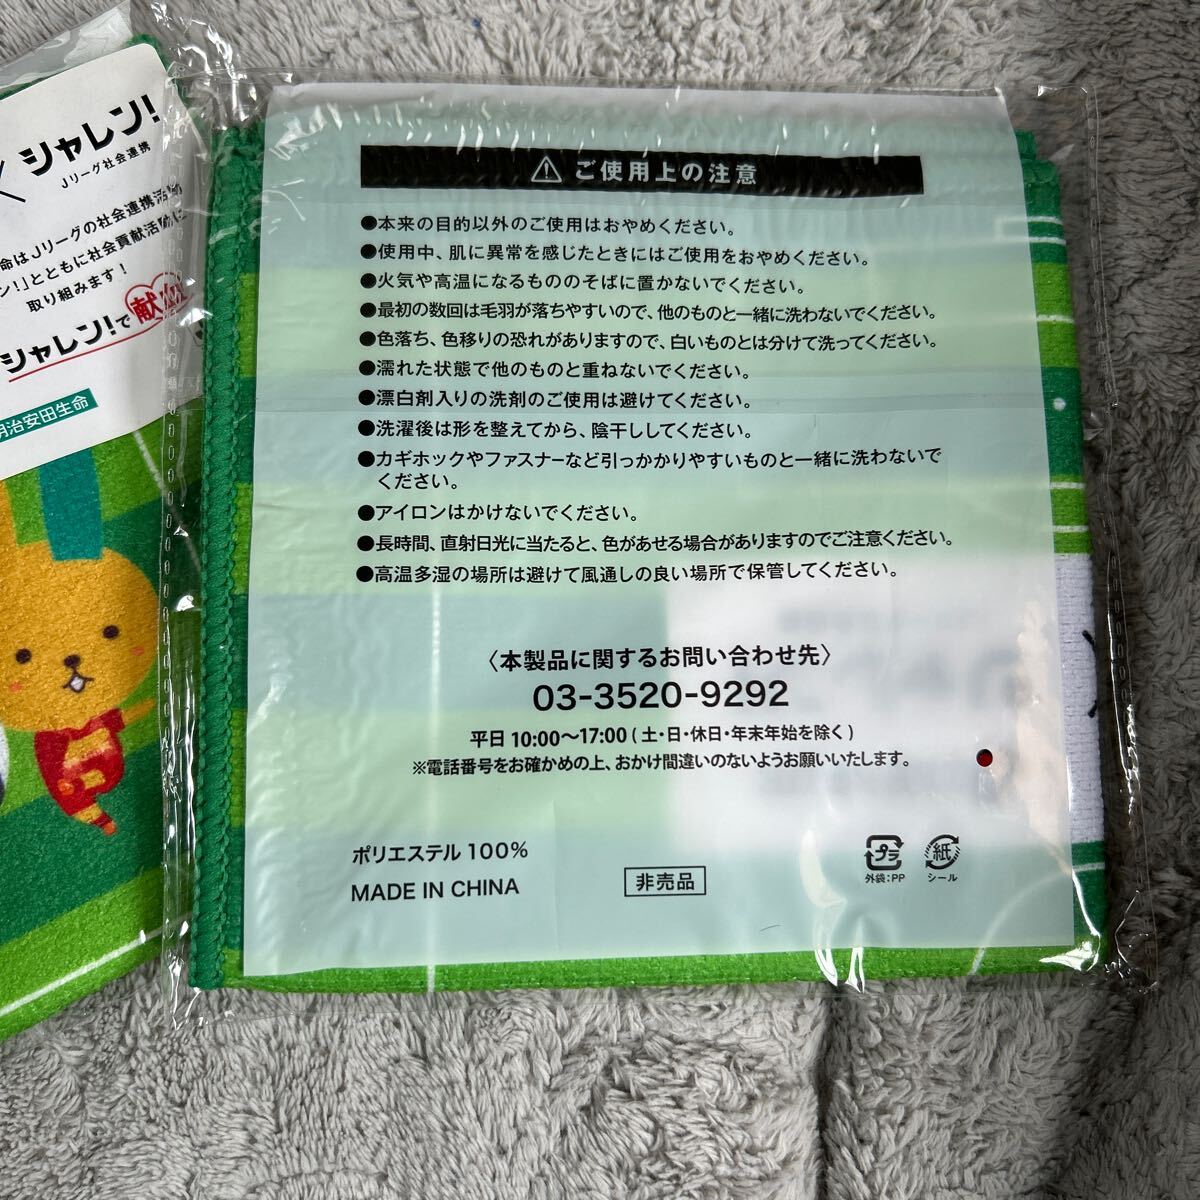 シャレン!
Jリーグ社会連携
命はJリーグの社会連携活
ン!」とともに社会貢献活動に
取り組みます!
シャレン!で献血
明治安田生命
⚠ ご使用上の注意
●本来の目的以外のご使用はおやめください。
●使用中、肌に異常を感じたときにはご使用をおやめください。
●火気や高温になるもののそばに置かないでください。
●最初の数回は毛羽が落ちやすいので、他のものと一緒に洗わないでください。
●色落ち、色移りの恐れがありますので、白いものとは分けて洗ってください。
●濡れた状態で他のものと重ねないでください。
●漂白剤入りの洗剤のご使用は避けてください。
●洗濯後は形を整えてから、陰干ししてください。
●カギホックやファスナーなど引っかかりやすいものと一緒に洗わないで
ください。
●アイロンはかけないでください。
●長時間、直射日光に当たると、色があせる場合がありますのでご注意ください。
●高温多湿の場所は避けて風通しの良い場所で保管してください。
〈本製品に関するお問い合わせ先〉
03-3520-9292
平日 10:00〜17:00 ( 土・日・休日・年末年始を除く )
※電話番号をお確かめの上、おかけ間違いのないようお願いいたします。
ポリエステル 100%
MADE IN CHINA
非売品
プラ
外袋:PP
紙
シール